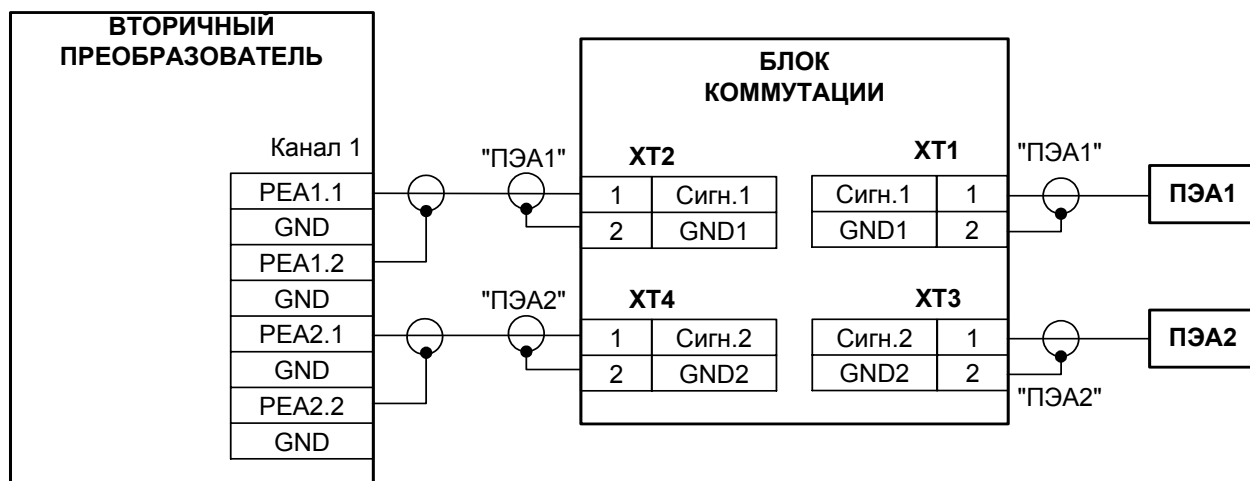 ВТОРИЧНЫЙ
ПРЕОБРАЗОВАТЕЛЬ
Канал 1
PEA1.1
GND
PEA1.2
GND
PEA2.1
GND
PEA2.2
GND
"ПЭА1"
"ПЭА2"
БЛОК
КОММУТАЦИИ
XT2
1 Сигн.1
2 GND1
XT4
1 Сигн.2
2 GND2
XT1
Сигн.1 1
GND1 2
XT3
Сигн.2 1
GND2 2
"ПЭА1"
ПЭА1
ПЭА2
"ПЭА2"